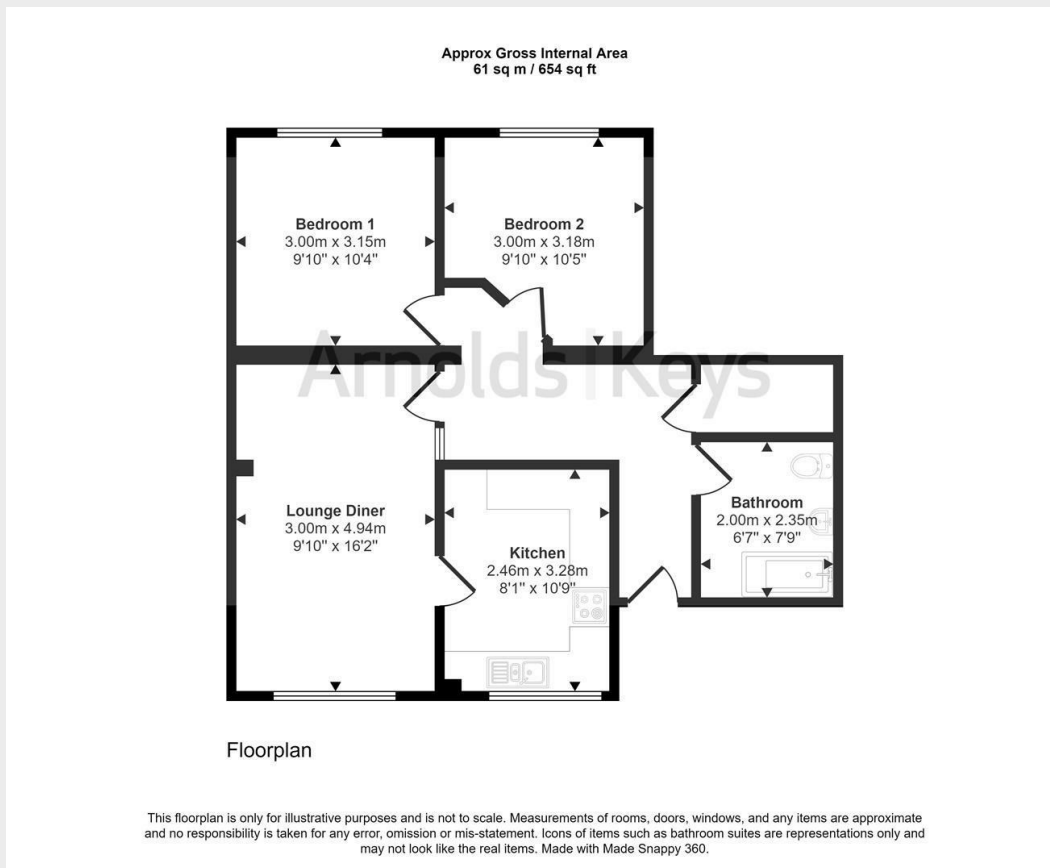 Approx Gross Internal Area
61 sq m / 654 sq ft
Bedroom 1
3.00m x 3.15m
9'10" x 10'4"
Bedroom 2
3.00m x 3.18m
9'10" x 10'5"
Arnolds | Keys
Lounge Diner
3.00m x 4.94m
9'10" x 16'2"
Kitchen
2.46m x 3.28m
8'1" x 10'9"
Bathroom
2.00m x 2.35m
6'7" x 7'9"
Floorplan
This floorplan is only for illustrative purposes and is not to scale. Measurements of rooms, doors, windows, and any items are approximate
and no responsibility is taken for any error, omission or mis-statement. Icons of items such as bathroom suites are representations only and
may not look like the real items. Made with Made Snappy 360.